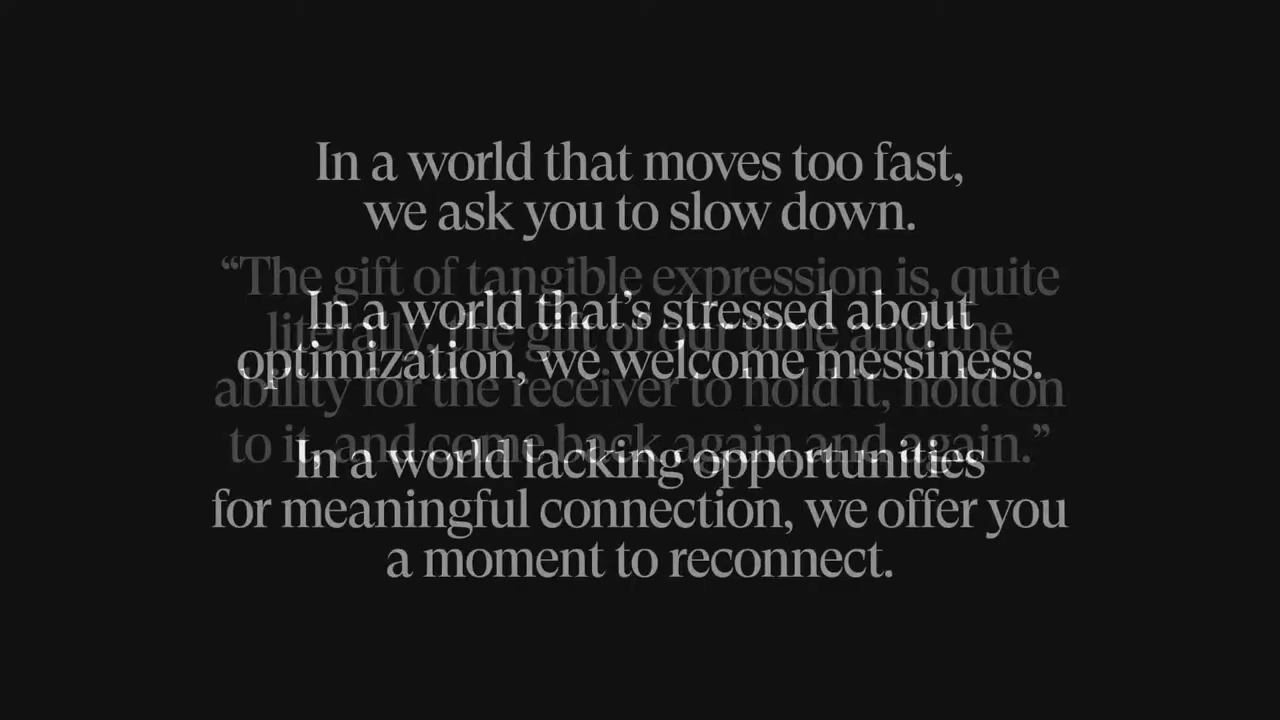 In a world that moves too fast,
we ask you to slow down.
“The gift of tangible expression is, quite
In a world that’s stressed about
literally, the gift of our time and the
optimization, we welcome messiness.
ability for the receiver to hold it, hold on
to it, and come back again and again.”
In a world lacking opportunities
for meaningful connection, we offer you
a moment to reconnect.